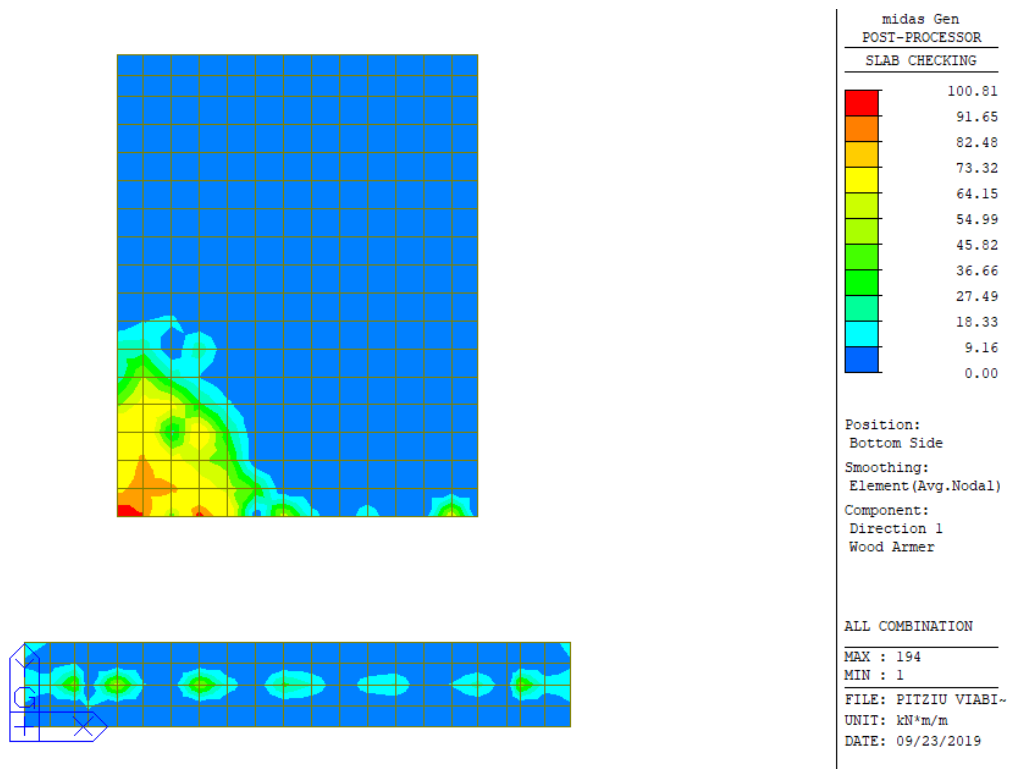 midas Gen
POST-PROCESSOR
SLAB CHECKING
100.81
91.65
82.48
73.32
64.15
54.99
45.82
36.66
27.49
18.33
9.16
0.00
Position:
Bottom Side
Smoothing:
Element(Avg.Nodal)
Component:
Direction 1
Wood Armer
ALL COMBINATION
MAX : 194
MIN : 1
FILE: PITZIU VIABI~
UNIT: kN*m/m
DATE: 09/23/2019
Y
G
X